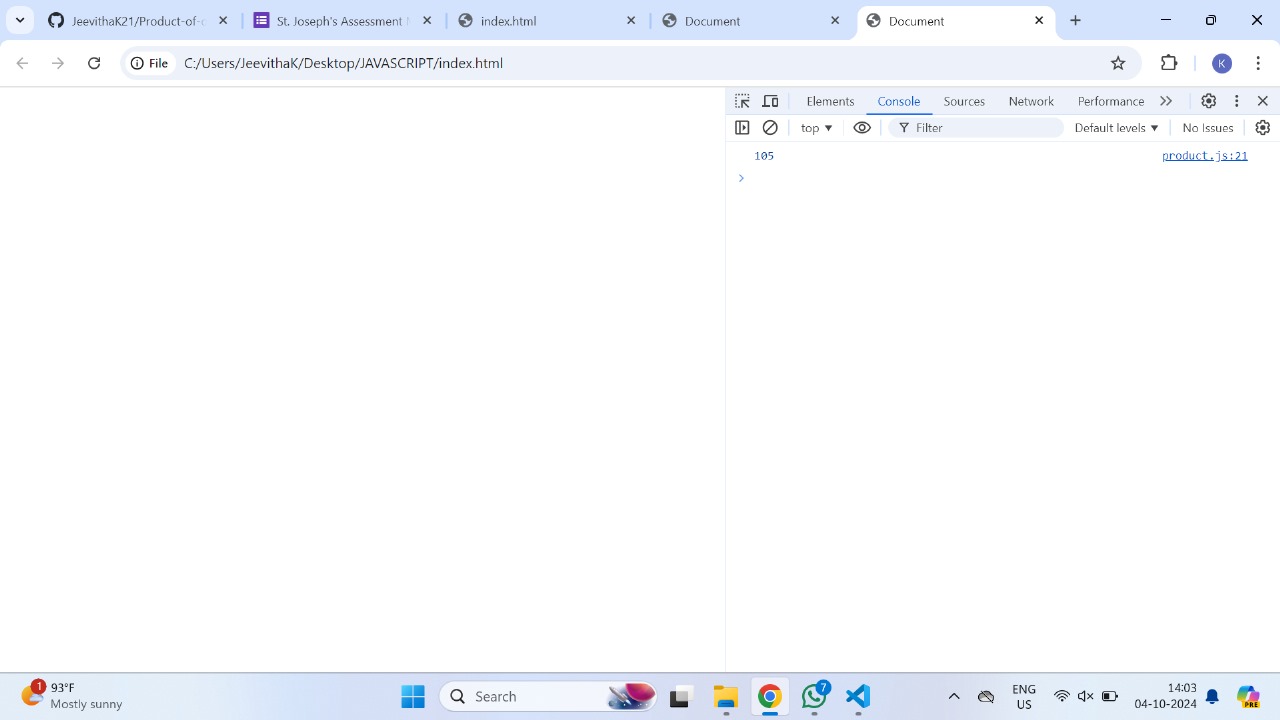 JeevithaK21/Product-of-o
St. Joseph's Assessment
index.html
Document
Document
File
C:/Users/JeevithaK/Desktop/JAVASCRIPT/index.html
K
Elements
Console
Sources
Network
Performance
top
Filter
Default levels
No Issues
105
product.js:21
1
93°F
Mostly sunny
Search
7
ENG
US
14:03
04-10-2024
PRE